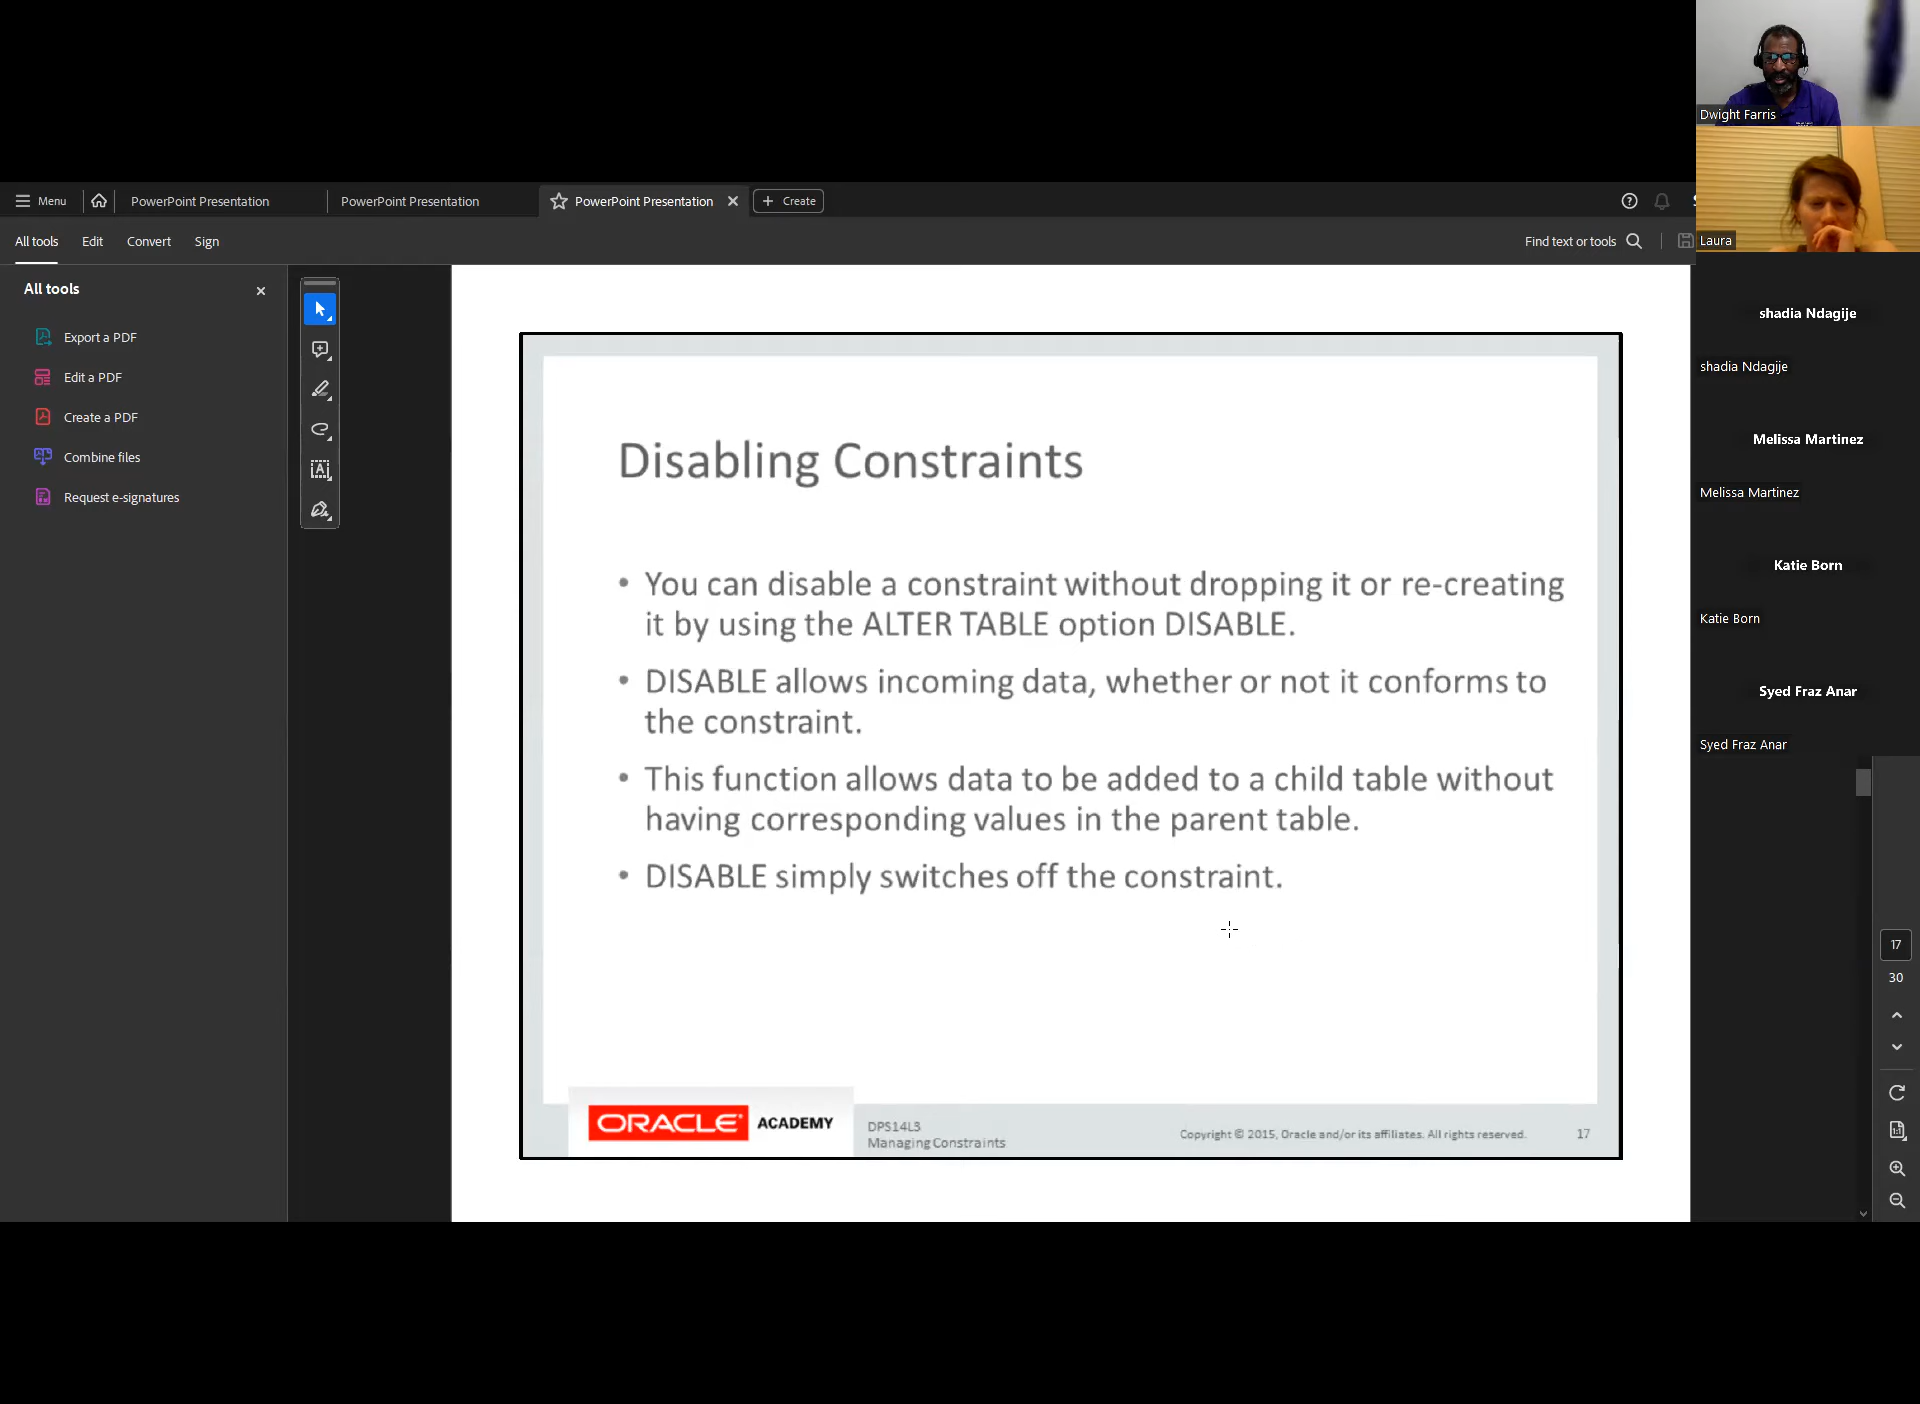 Dwight Farris
Menu
PowerPoint Presentation
PowerPoint Presentation
PowerPoint Presentation
Create
All tools
Edit
Convert
Sign
Find text or tools
Laura
All tools
Export a PDF
Edit a PDF
Create a PDF
Combine files
Request e-signatures
Disabling Constraints
• You can disable a constraint without dropping it or re-creating
it by using the ALTER TABLE option DISABLE.
• DISABLE allows incoming data, whether or not it conforms to
the constraint.
• This function allows data to be added to a child table without
having corresponding values in the parent table.
• DISABLE simply switches off the constraint.
ORACLE ACADEMY
DPS14L3
Managing Constraints
Copyright © 2015, Oracle and/or its affiliates. All rights reserved.
17
shadia Ndagije
shadia Ndagije
Melissa Martinez
Melissa Martinez
Katie Born
Katie Born
Syed Fraz Anar
Syed Fraz Anar
17
30